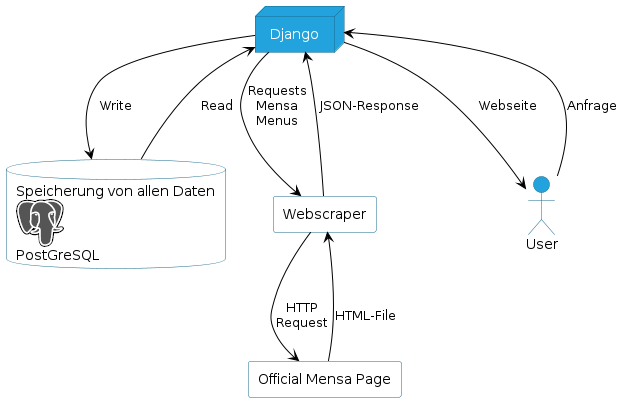 Django
Write
Read
Requests
Mensa
Menus
JSON-Response
Webseite
Anfrage
Speicherung von allen Daten
PostGreSQL
Webscraper
User
HTTP
Request
HTML-File
Official Mensa Page